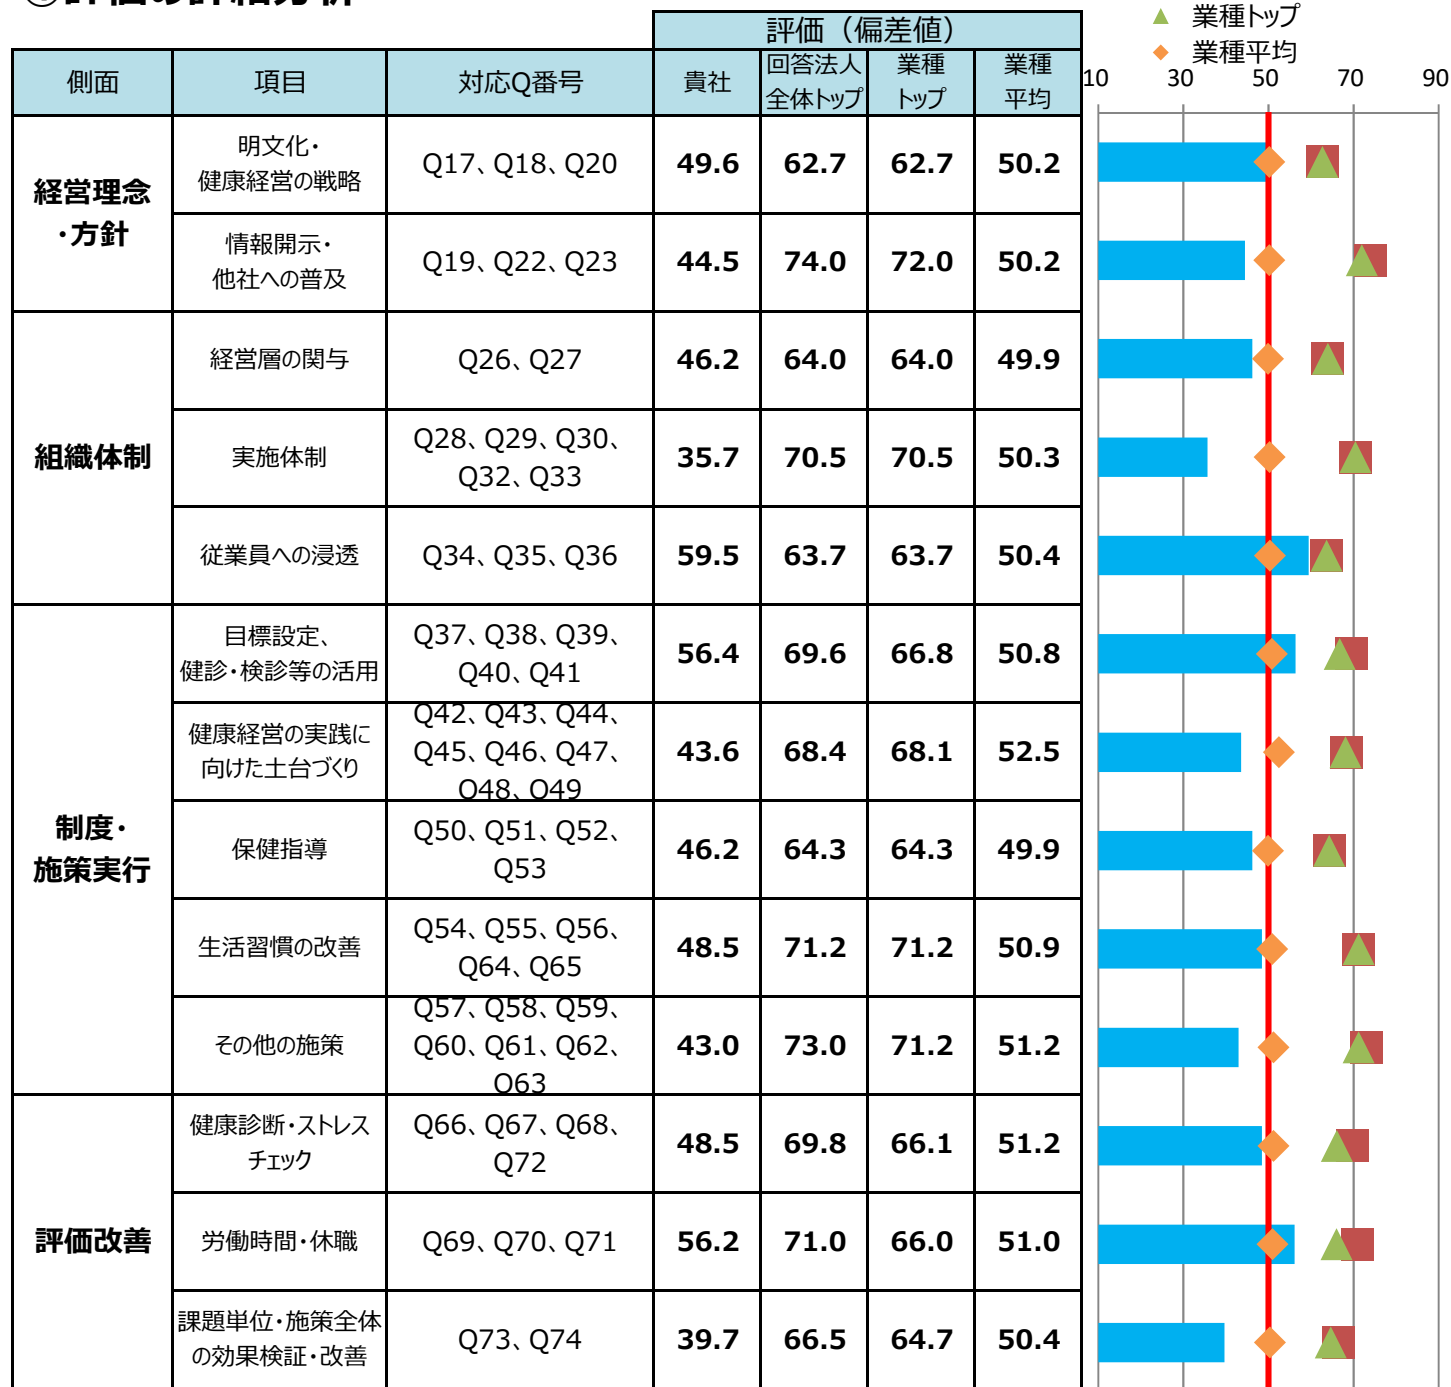 ③評価の詳細分析
▲ 業種トップ
◆ 業種平均
評価（偏差値）
側面 項目 対応Q番号 貴社 回答法人 業種 業種
全体トップ トップ 平均
10 30 50 70 90
経営理念
・方針
明文化・
健康経営の戦略
Q17、Q18、Q20 49.6 62.7 62.7 50.2
情報開示・
他社への普及
Q19、Q22、Q23 44.5 74.0 72.0 50.2
組織体制
経営層の関与 Q26、Q27 46.2 64.0 64.0 49.9
実施体制
Q28、Q29、Q30、
Q32、Q33
35.7 70.5 70.5 50.3
従業員への浸透 Q34、Q35、Q36 59.5 63.7 63.7 50.4
制度・
施策実行
目標設定、
健診・検診等の活用
Q37、Q38、Q39、
Q40、Q41
56.4 69.6 66.8 50.8
健康経営の実践に
向けた土台づくり
Q42、Q43、Q44、
Q45、Q46、Q47、
Q48、Q49
43.6 68.4 68.1 52.5
保健指導
Q50、Q51、Q52、
Q53
46.2 64.3 64.3 49.9
生活習慣の改善
Q54、Q55、Q56、
Q64、Q65
48.5 71.2 71.2 50.9
その他の施策
Q57、Q58、Q59、
Q60、Q61、Q62、
Q63
43.0 73.0 71.2 51.2
評価改善
健康診断・ストレス
チェック
Q66、Q67、Q68、
Q72
48.5 69.8 66.1 51.2
労働時間・休職 Q69、Q70、Q71 56.2 71.0 66.0 51.0
課題単位・施策全体
の効果検証・改善
Q73、Q74 39.7 66.5 64.7 50.4